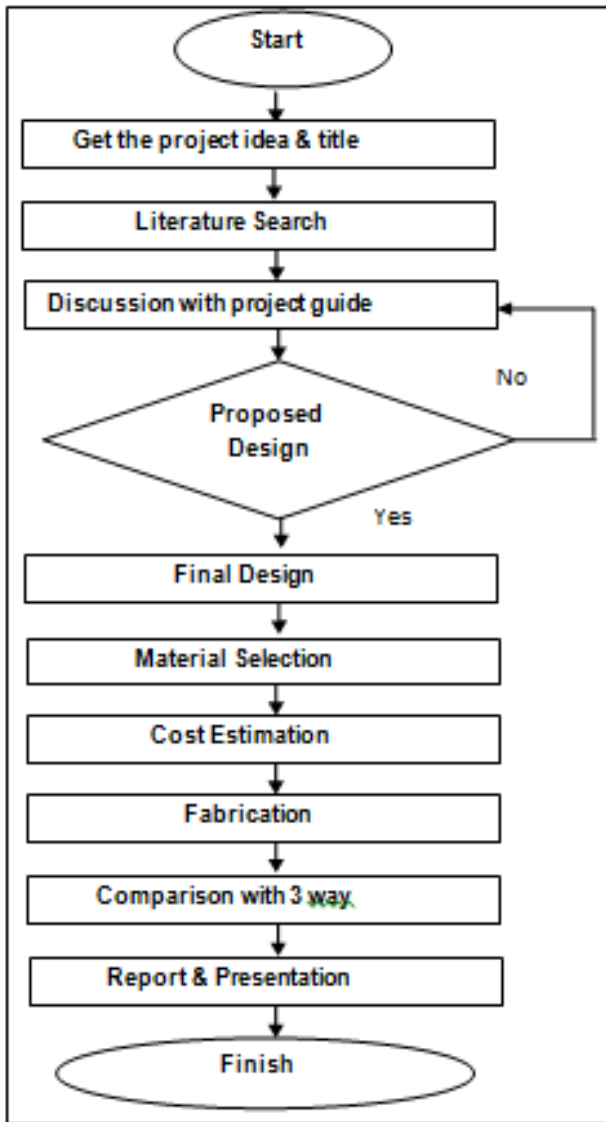 Start
Get the project idea & title
Literature Search
Discussion with project guide
No
Proposed
Design
Yes
Final Design
Material Selection
Cost Estimation
Fabrication
Comparison with 3 way
Report & Presentation
Finish